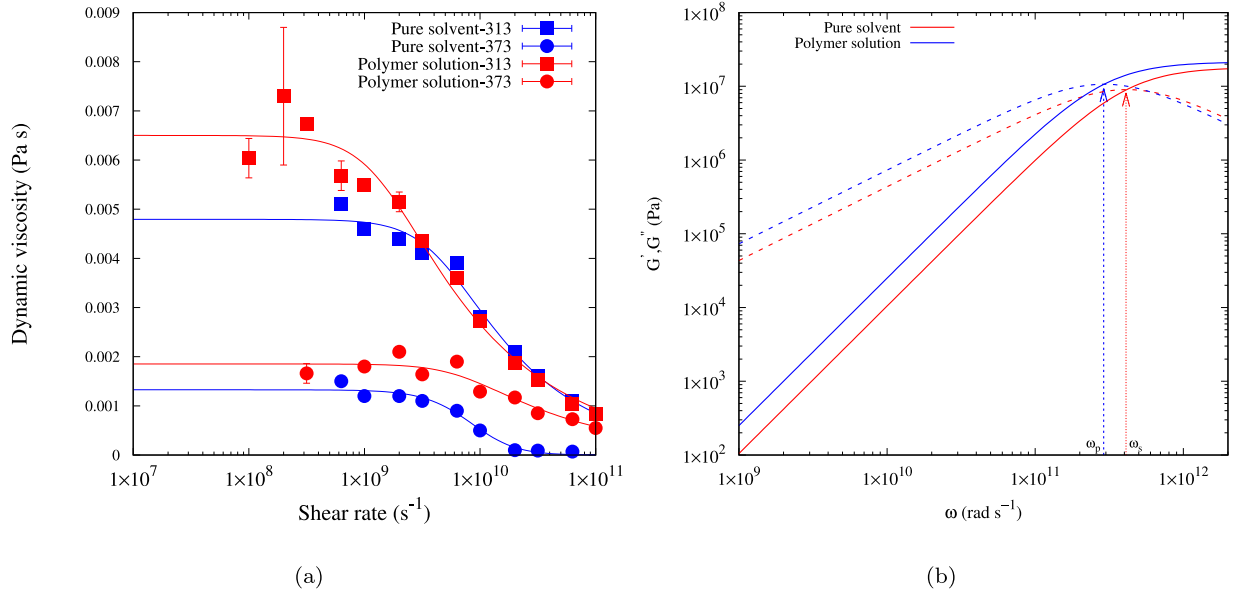 Pure solvent-313
Pure solvent-373
Polymer solution-313
Polymer solution-373
0.009
0.008
0.007
0.006
0.005
0.004
0.003
0.002
0.001
0
Dynamic viscosity (Pa s)
1×10^7
1×10^8
1×10^9
1×10^10
1×10^11
Shear rate (s^−1)
(a)
Pure solvent
Polymer solution
1×10^8
1×10^7
1×10^6
1×10^5
1×10^4
1×10^3
1×10^2
G',G" (Pa)
ω_p
ω_s
1×10^9
1×10^10
1×10^11
1×10^12
ω (rad s^−1)
(b)